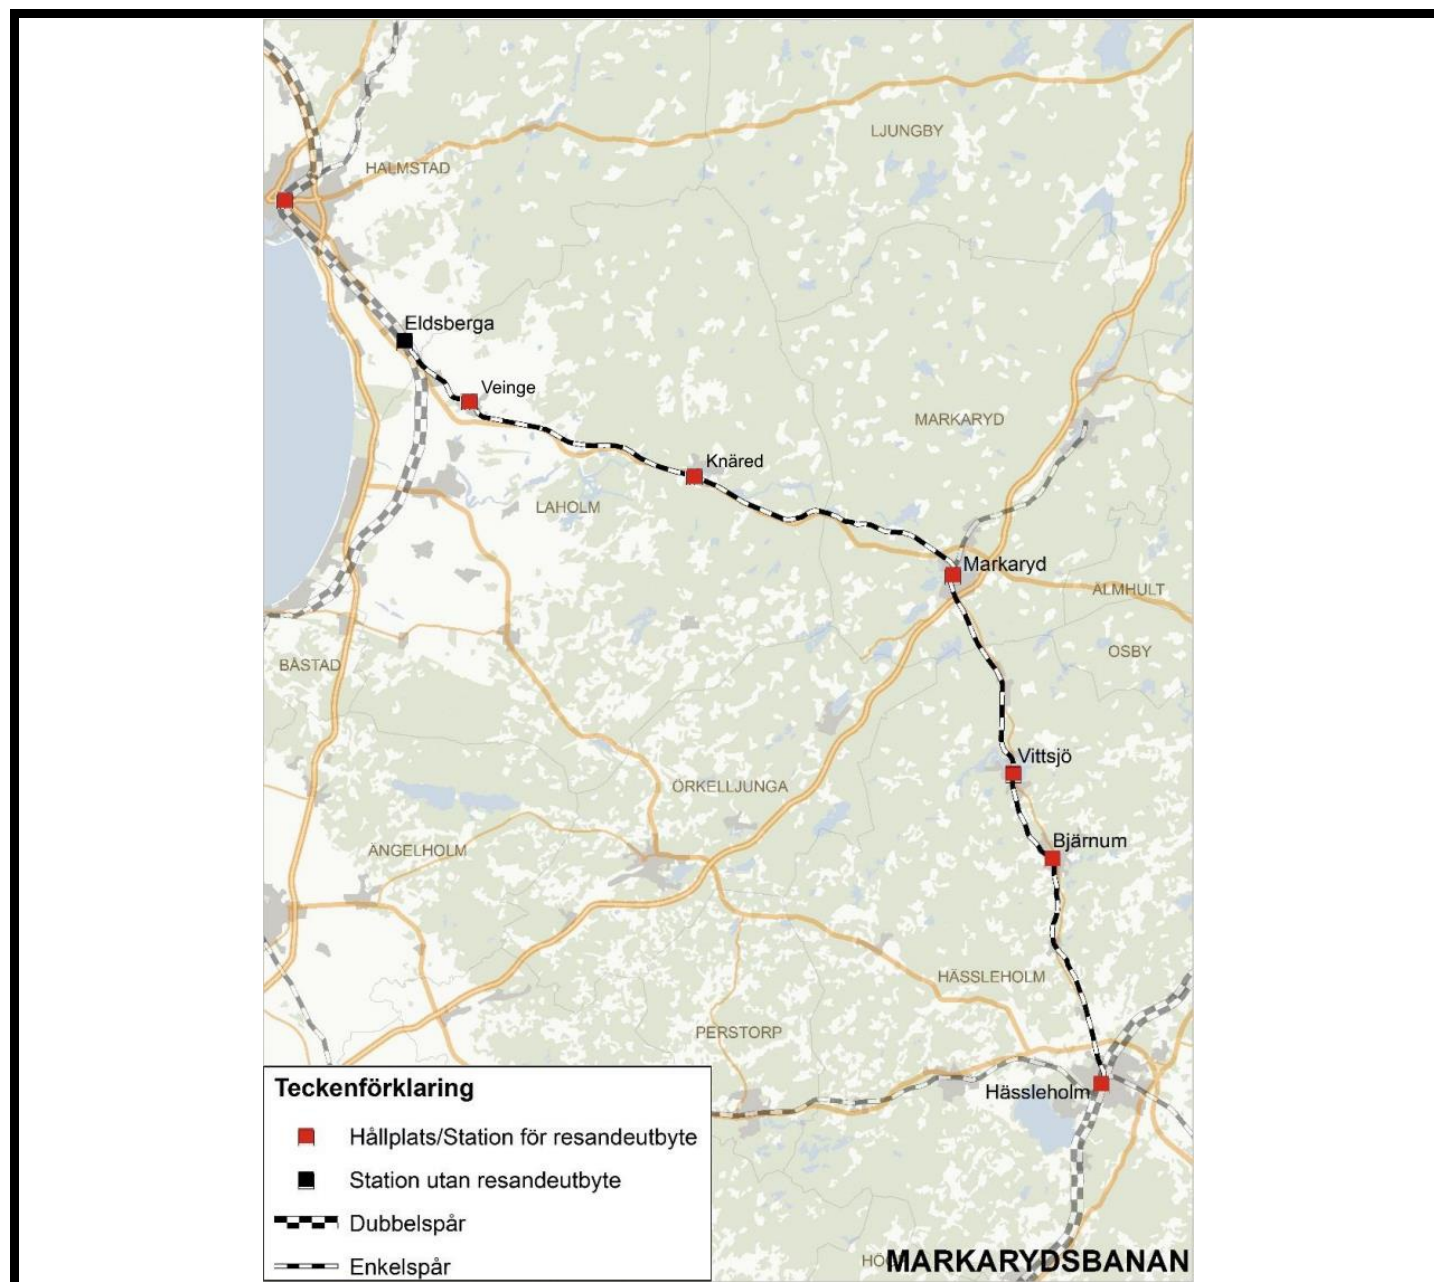 LJUNGBY
HALMSTAD
Eldsberga
Veinge
MARKARYD
Knäred
LAHOLM
Markaryd
ÄLMHULT
OSBY
BÅSTAD
Vittsjö
ÖRKELLJUNGA
Bjärnum
ÄNGELHOLM
HÄSSLEHOLM
PERSTORP
Hässleholm
Teckenförklaring
Hållplats/Station för resandeutbyte
Station utan resandeutbyte
Dubbelspår
Enkelspår
MARKARYDSBANAN